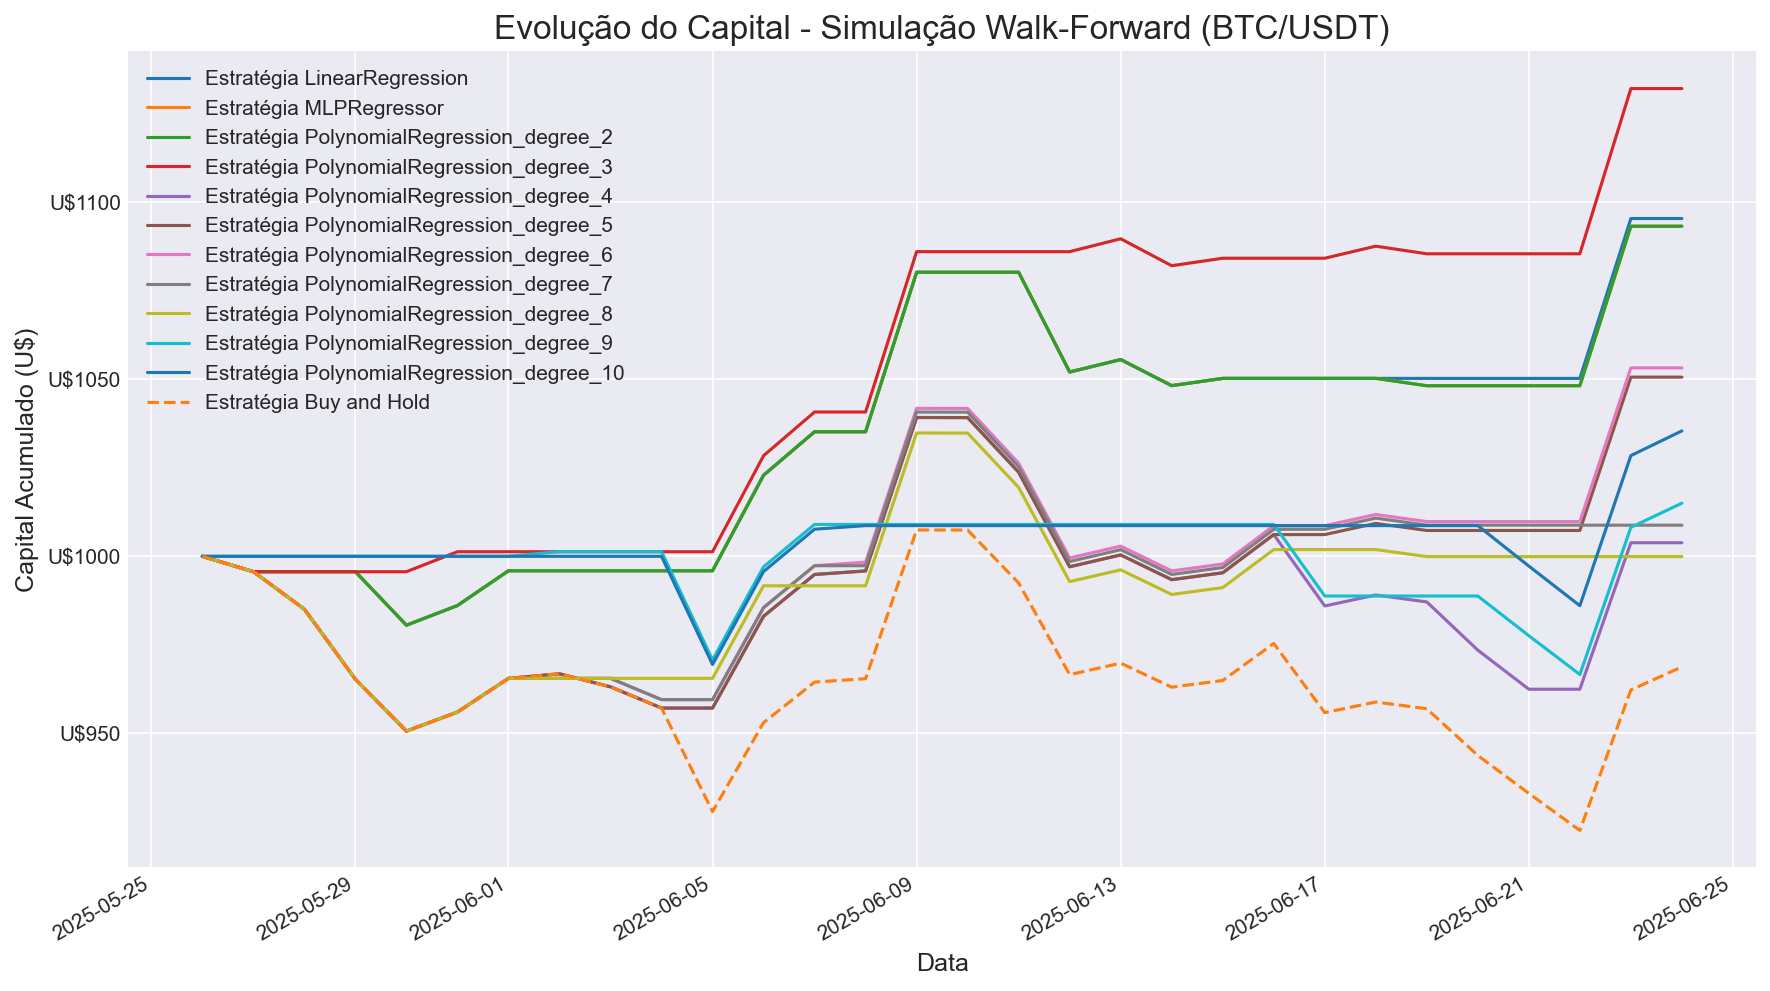 Evolução do Capital - Simulação Walk-Forward (BTC/USDT)
Estratégia LinearRegression
Estratégia MLPRegressor
Estratégia PolynomialRegression_degree_2
Estratégia PolynomialRegression_degree_3
Estratégia PolynomialRegression_degree_4
Estratégia PolynomialRegression_degree_5
Estratégia PolynomialRegression_degree_6
Estratégia PolynomialRegression_degree_7
Estratégia PolynomialRegression_degree_8
Estratégia PolynomialRegression_degree_9
Estratégia PolynomialRegression_degree_10
Estratégia Buy and Hold
Capital Acumulado (U$)
U$1100
U$1050
U$1000
U$950
2025-05-25
2025-05-29
2025-06-01
2025-06-05
2025-06-09
2025-06-13
2025-06-17
2025-06-21
2025-06-25
Data